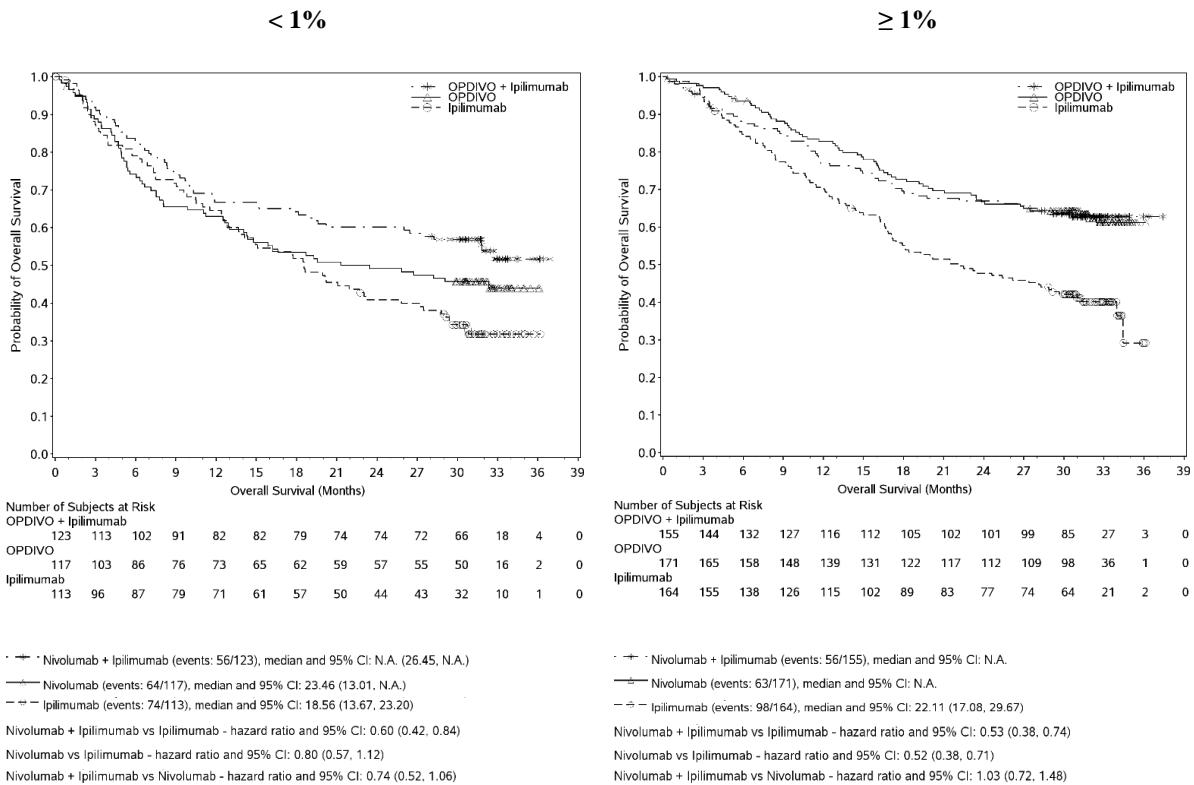 < 1%
≥ 1%
OPDIVO + Ipilimumab
OPDIVO
Ipilimumab
Probability of Overall Survival
1.0
0.9
0.8
0.7
0.6
0.5
0.4
0.3
0.2
0.1
0.0
0 3 6 9 12 15 18 21 24 27 30 33 36 39
Overall Survival (Months)
Number of Subjects at Risk
OPDIVO + Ipilimumab
123 113 102 91 82 82 79 74 74 72 66 18 4 0
OPDIVO
117 103 86 76 73 65 62 59 57 55 50 16 2 0
Ipilimumab
113 96 87 79 71 61 57 50 44 43 32 10 1 0
Nivolumab + Ipilimumab (events: 56/123), median and 95% CI: N.A. (26.45, N.A.)
Nivolumab (events: 64/117), median and 95% CI: 23.46 (13.01, N.A.)
Ipilimumab (events: 74/113), median and 95% CI: 18.56 (13.67, 23.20)
Nivolumab + Ipilimumab vs Ipilimumab - hazard ratio and 95% CI: 0.60 (0.42, 0.84)
Nivolumab vs Ipilimumab - hazard ratio and 95% CI: 0.80 (0.57, 1.12)
Nivolumab + Ipilimumab vs Nivolumab - hazard ratio and 95% CI: 0.74 (0.52, 1.06)
OPDIVO + Ipilimumab
OPDIVO
Ipilimumab
Probability of Overall Survival
1.0
0.9
0.8
0.7
0.6
0.5
0.4
0.3
0.2
0.1
0.0
0 3 6 9 12 15 18 21 24 27 30 33 36 39
Overall Survival (Months)
Number of Subjects at Risk
OPDIVO + Ipilimumab
155 144 132 127 116 112 105 102 101 99 85 27 3 0
OPDIVO
171 165 158 148 139 131 122 117 112 109 98 36 1 0
Ipilimumab
164 155 138 126 115 102 89 83 77 74 64 21 2 0
Nivolumab + Ipilimumab (events: 56/155), median and 95% CI: N.A.
Nivolumab (events: 63/171), median and 95% CI: N.A.
Ipilimumab (events: 98/164), median and 95% CI: 22.11 (17.08, 29.67)
Nivolumab + Ipilimumab vs Ipilimumab - hazard ratio and 95% CI: 0.53 (0.38, 0.74)
Nivolumab vs Ipilimumab - hazard ratio and 95% CI: 0.52 (0.38, 0.71)
Nivolumab + Ipilimumab vs Nivolumab - hazard ratio and 95% CI: 1.03 (0.72, 1.48)